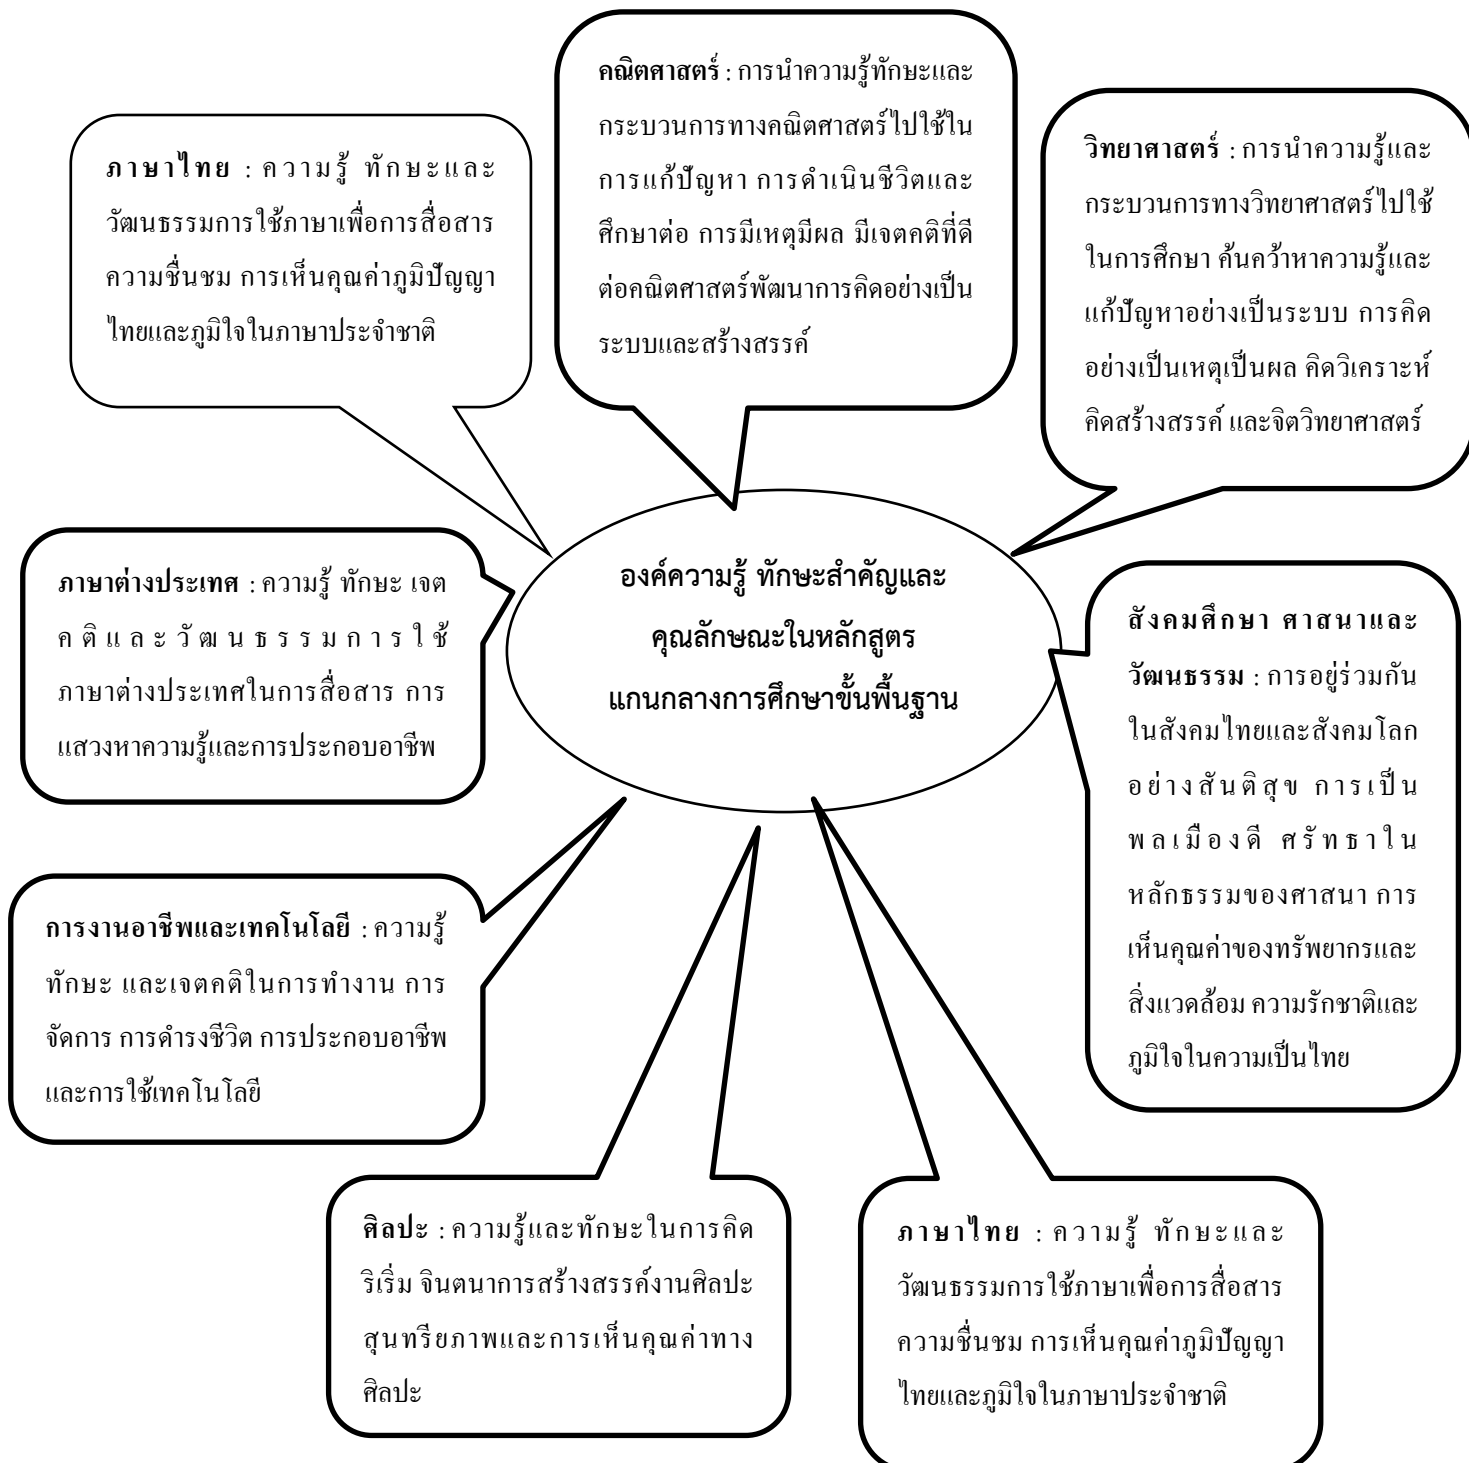 คณิตศาสตร์ : การนำความรู้ทักษะและ
กระบวนการทางคณิตศาสตร์ไปใช้ใน
การแก้ปัญหา การดำเนินชีวิตและ
ศึกษาต่อ การมีเหตุมีผล มีเจตคติที่ดี
ต่อคณิตศาสตร์พัฒนาการคิดอย่างเป็น
ระบบและสร้างสรรค์
ภาษาไทย : ความรู้ ทักษะและ
วัฒนธรรมการใช้ภาษาเพื่อการสื่อสาร
ความชื่นชม การเห็นคุณค่าภูมิปัญญา
ไทยและภูมิใจในภาษาประจำชาติ
วิทยาศาสตร์ : การนำความรู้และ
กระบวนการทางวิทยาศาสตร์ไปใช้
ในการศึกษา ค้นคว้าหาความรู้และ
แก้ปัญหาอย่างเป็นระบบ การคิด
อย่างเป็นเหตุเป็นผล คิดวิเคราะห์
คิดสร้างสรรค์ และจิตวิทยาศาสตร์
องค์ความรู้ ทักษะสำคัญและ
คุณลักษณะในหลักสูตร
แกนกลางการศึกษาขั้นพื้นฐาน
ภาษาต่างประเทศ : ความรู้ ทักษะ เจต
คติและวัฒนธรรมการใช้
ภาษาต่างประเทศในการสื่อสาร การ
แสวงหาความรู้และการประกอบอาชีพ
สังคมศึกษา ศาสนาและ
วัฒนธรรม : การอยู่ร่วมกัน
ในสังคมไทยและสังคมโลก
อย่างสันติสุข การเป็น
พลเมืองดี ศรัทธาใน
หลักธรรมของศาสนา การ
เห็นคุณค่าของทรัพยากรและ
สิ่งแวดล้อม ความรักชาติและ
ภูมิใจในความเป็นไทย
การงานอาชีพและเทคโนโลยี : ความรู้
ทักษะ และเจตคติในการทำงาน การ
จัดการ การดำรงชีวิต การประกอบอาชีพ
และการใช้เทคโนโลยี
ศิลปะ : ความรู้และทักษะในการคิด
ริเริ่ม จินตนาการสร้างสรรค์งานศิลปะ
สุนทรียภาพและการเห็นคุณค่าทาง
ศิลปะ
ภาษาไทย : ความรู้ ทักษะและ
วัฒนธรรมการใช้ภาษาเพื่อการสื่อสาร
ความชื่นชม การเห็นคุณค่าภูมิปัญญา
ไทยและภูมิใจในภาษาประจำชาติ